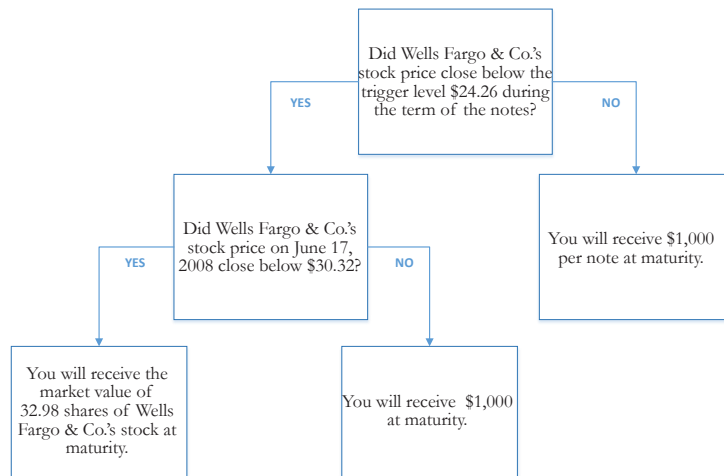 Did Wells Fargo & Co.'s
stock price close below the
trigger level $24.26 during
the term of the notes?
YES
NO
Did Wells Fargo & Co.'s
stock price on June 17,
2008 close below $30.32?
You will receive $1,000
per note at maturity.
YES
NO
You will receive the
market value of
32.98 shares of Wells
Fargo & Co.'s stock at
maturity.
You will receive $1,000
at maturity.